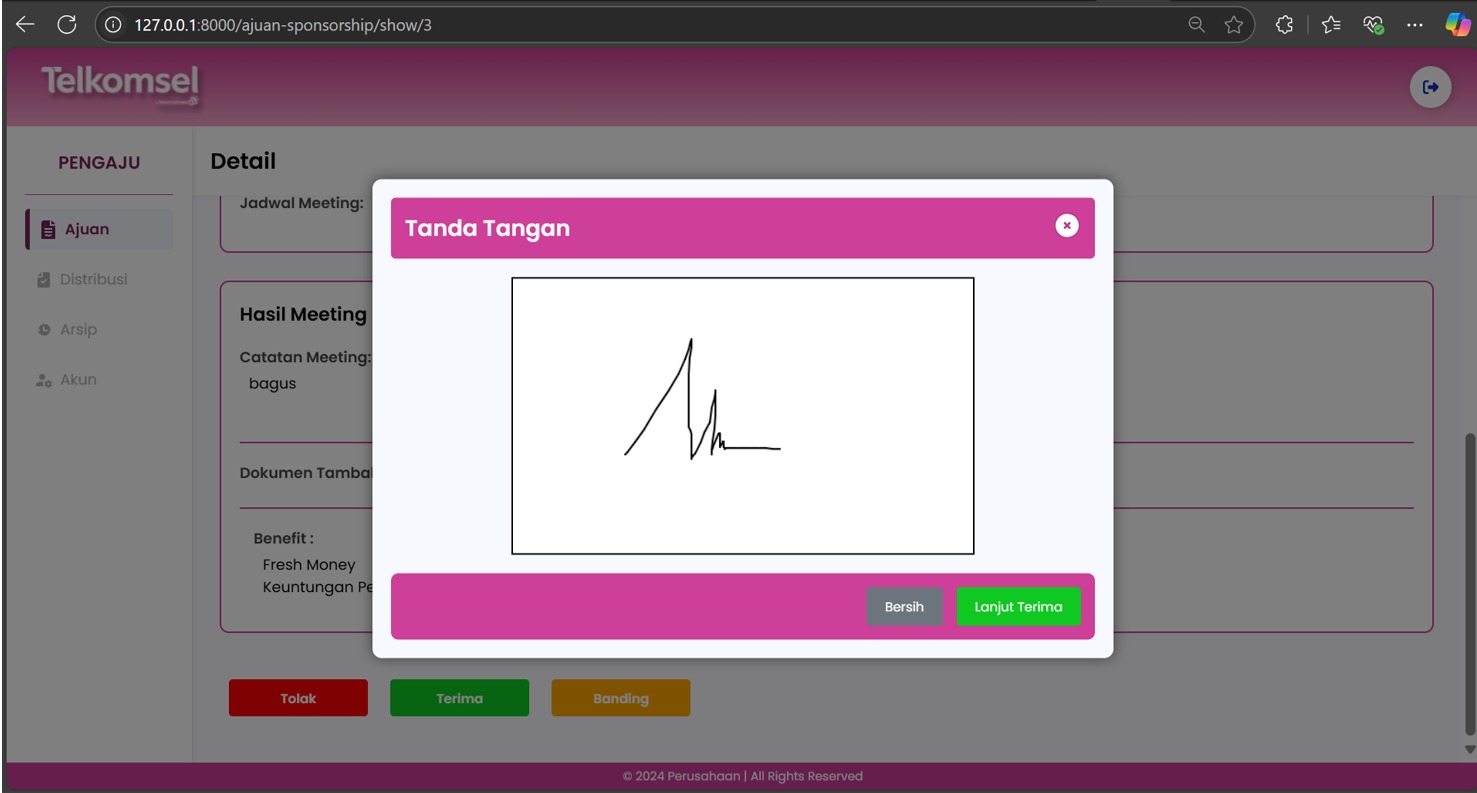 127.0.0.1:8000/ajuan-sponsorship/show/3
Telkomsel
PENGAJU
Ajuan
Distribusi
Arsip
Akun
Detail
Jadwal Meeting:
Hasil Meeting
Catatan Meeting:
bagus
Dokumen Tamba
Benefit :
Fresh Money
Keuntungan Pe
Tanda Tangan
Bersih
Lanjut Terima
Tolak
Terima
Banding
© 2024 Perusahaan | All Rights Reserved